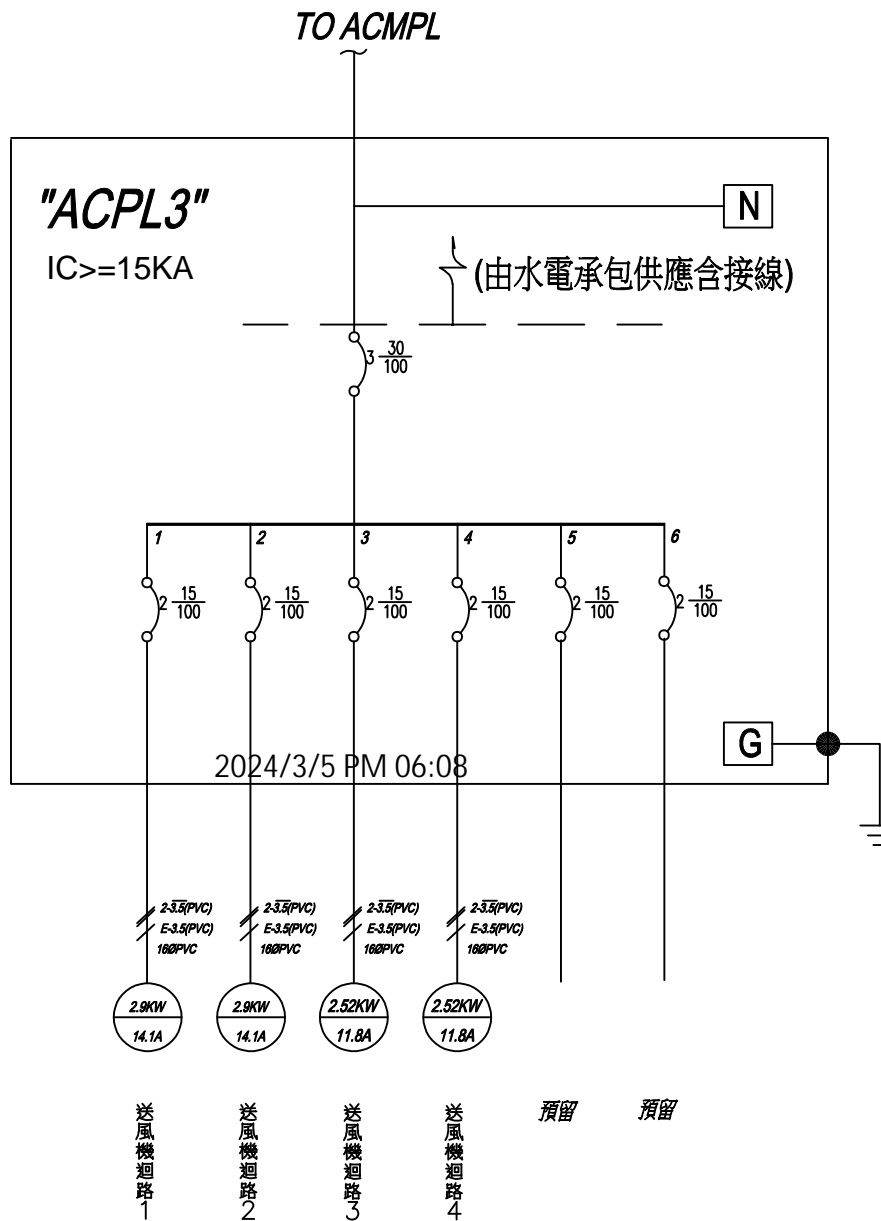 TO ACMPL
"ACPL3"
N
IC>=15KA
(由水電承包供應含接線)
3 30/100
1 2 3 4 5 6
2 15/100 2 15/100 2 15/100 2 15/100 2 15/100 2 15/100
G
2024/3/5 PM 06:08
2-3.5(PVC) 2-3.5(PVC) 2-3.5(PVC) 2-3.5(PVC)
E-3.5(PVC) E-3.5(PVC) E-3.5(PVC) E-3.5(PVC)
16ØPVC 16ØPVC 16ØPVC 16ØPVC
2.9KW 2.9KW 2.52KW 2.52KW
14.1A 14.1A 11.8A 11.8A
送風機迴路1
送風機迴路2
送風機迴路3
送風機迴路4
預留
預留